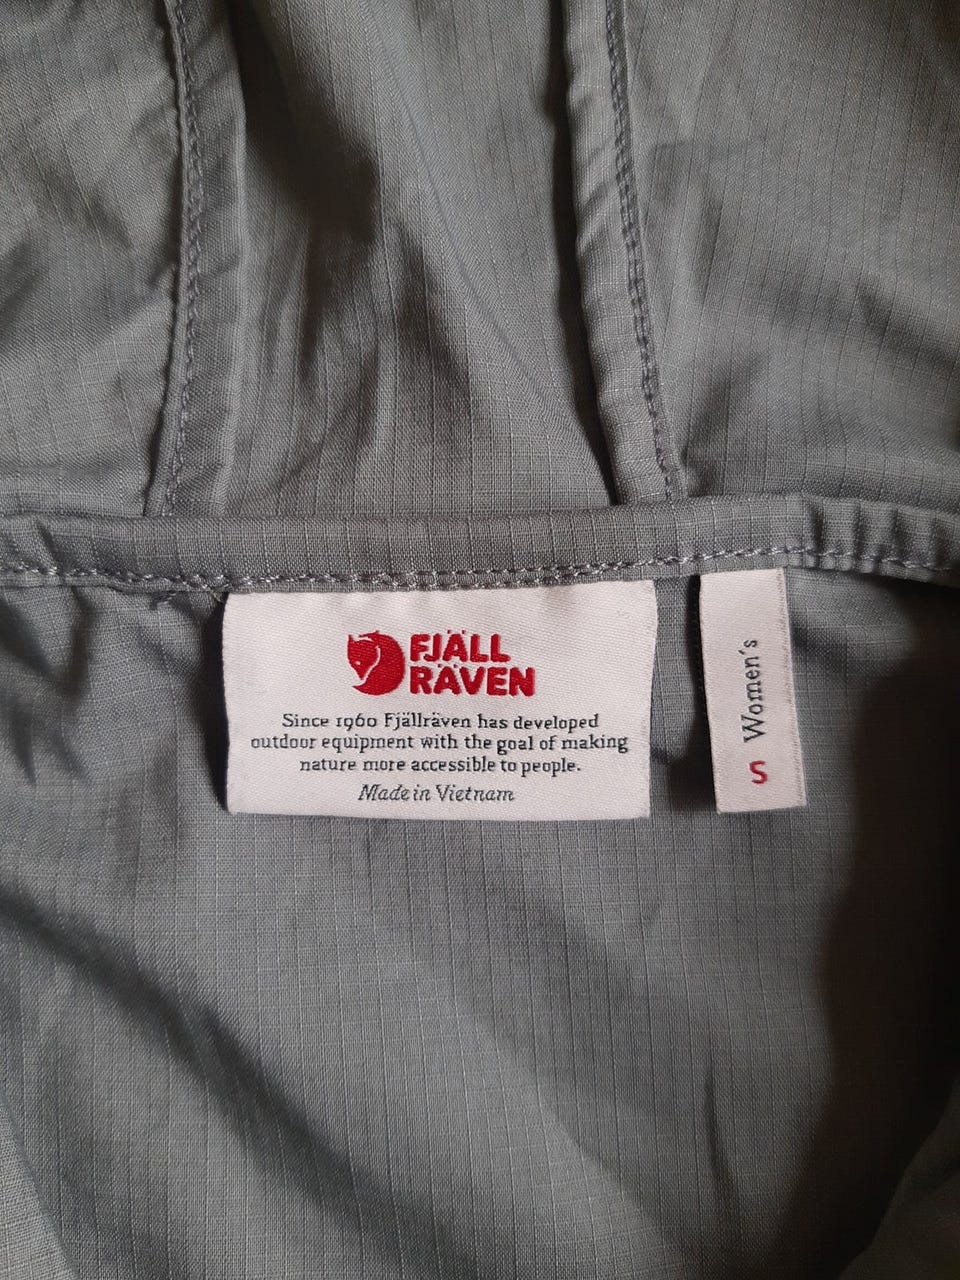 FJÄLL
RÄVEN
Since 1960 Fjällräven has developed
outdoor equipment with the goal of making
nature more accessible to people.
Made in Vietnam
Women's
S